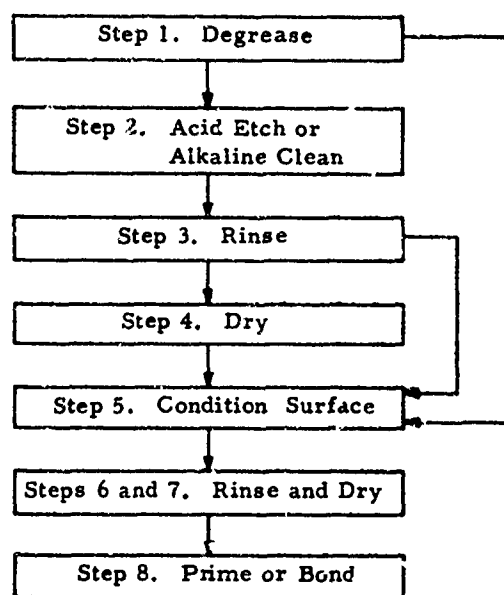 Step 1. Degrease
Step 2. Acid Etch or
Alkaline Clean
Step 3. Rinse
Step 4. Dry
Step 5. Condition Surface
Steps 6 and 7. Rinse and Dry
Step 8. Prime or Bond